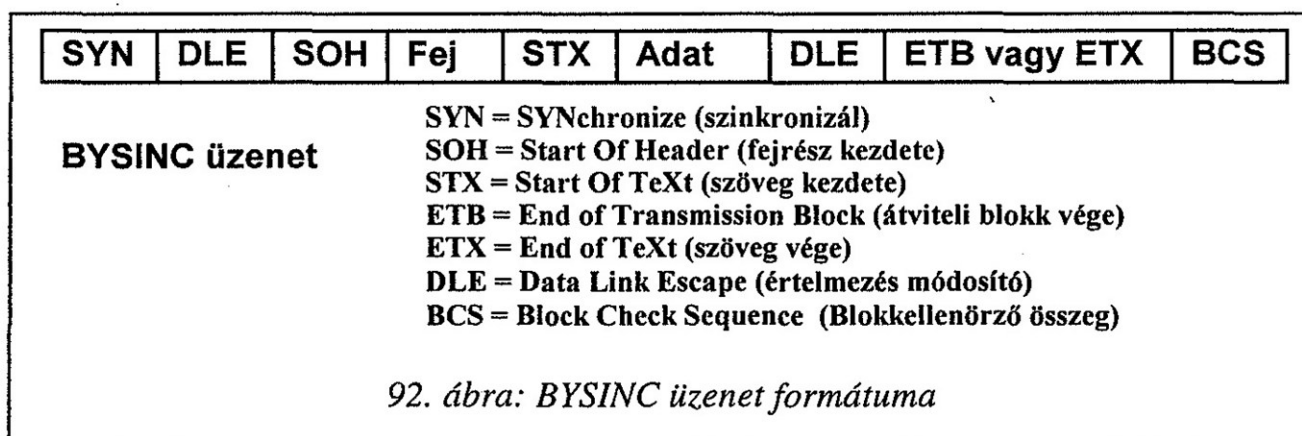 SYN DLE SOH Fej STX Adat DLE ETB vagy ETX BCS
BYSINC üzenet
SYN = SYNchronize (szinkronizál)
SOH = Start Of Header (fejrész kezdete)
STX = Start Of TeXt (szöveg kezdete)
ETB = End of Transmission Block (átviteli blokk vége)
ETX = End of TeXt (szöveg vége)
DLE = Data Link Escape (értelmezés módosító)
BCS = Block Check Sequence (Blokkellenörző összeg)
92. ábra: BYSINC üzenet formátuma